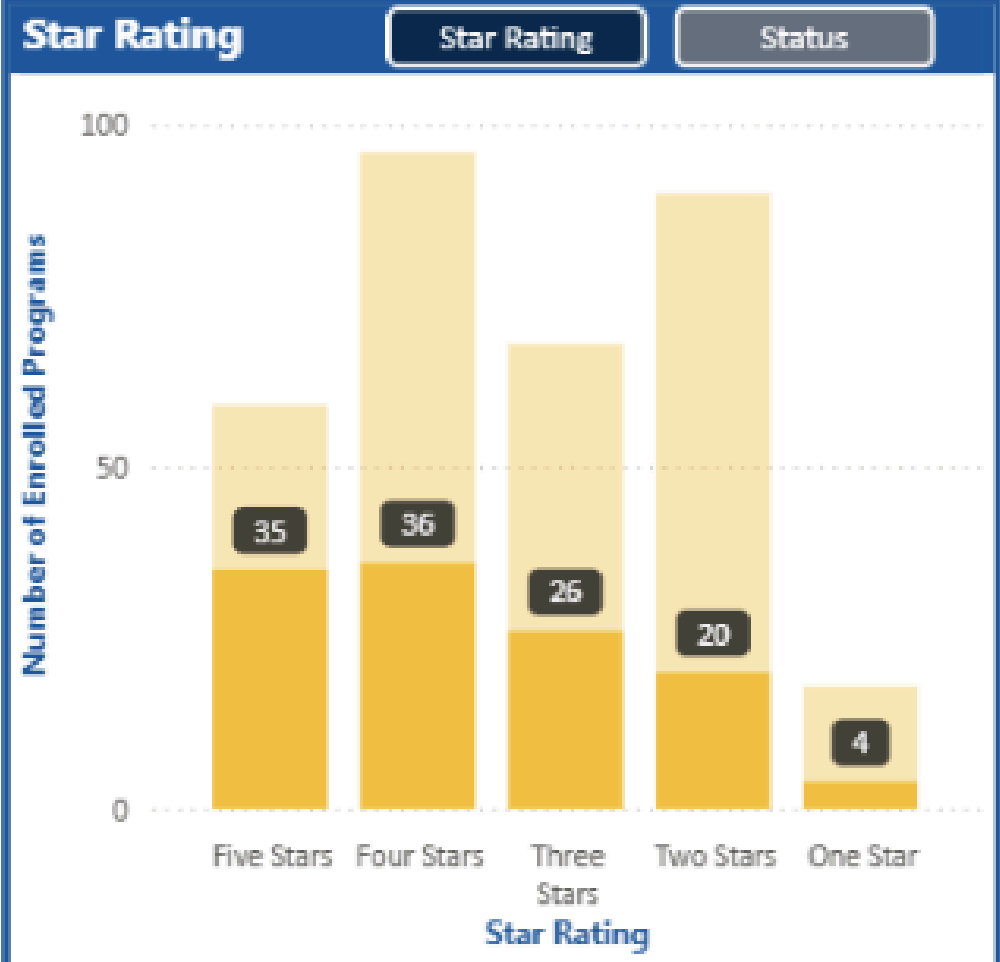 Star Rating
Star Rating
Status
100
50
0
Number of Enrolled Programs
35
36
26
20
4
Five Stars
Four Stars
Three
Stars
Two Stars
One Star
Star Rating